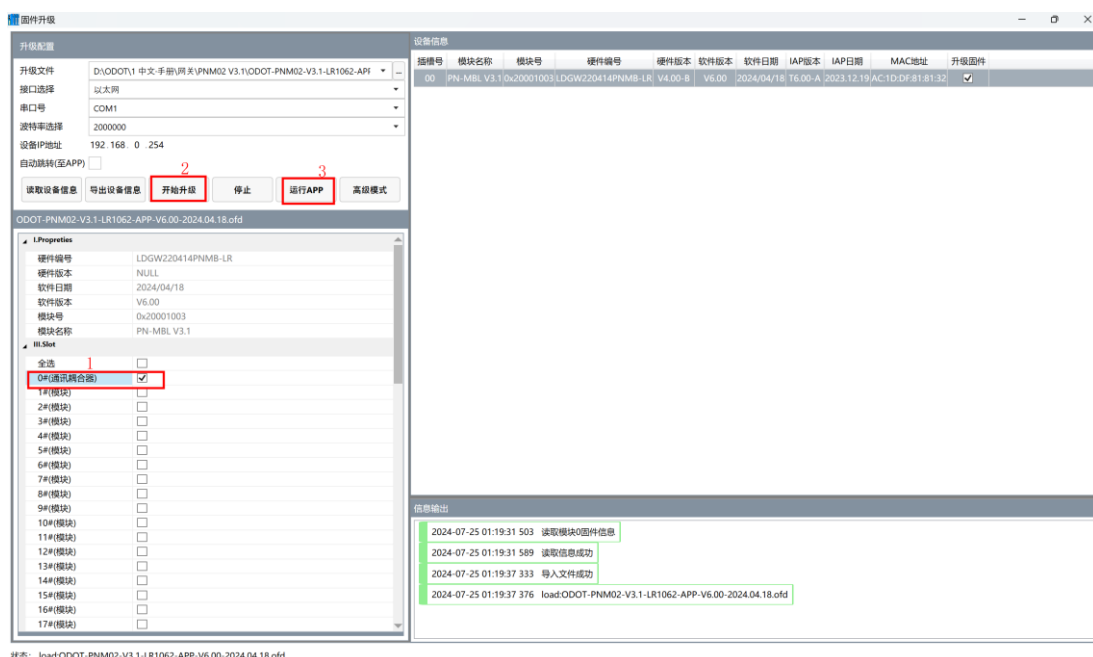 固件升级
升级配置
升级文件 D:\ODOT\1 中文-手册\网关\PNM02 V3.1\ODOT-PNM02-V3.1-LR1062-APF
接口选择 以太网
串口号 COM1
波特率选择 2000000
设备IP地址 192.168. 0 .254
自动跳转(至APP)
2
3
读取设备信息 导出设备信息 开始升级 停止 运行APP 高级模式
ODOT-PNM02-V3.1-LR1062-APP-V6.00-2024.04.18.ofd
I.Propreties
硬件编号 LDGW220414PNMB-LR
硬件版本 NULL
软件日期 2024/04/18
软件版本 V6.00
模块号 0x20001003
模块名称 PN-MBL V3.1
III.Slot
全选
1
0#(通讯耦合器)
1#(模块)
2#(模块)
3#(模块)
4#(模块)
5#(模块)
6#(模块)
7#(模块)
8#(模块)
9#(模块)
10#(模块)
11#(模块)
12#(模块)
13#(模块)
14#(模块)
15#(模块)
16#(模块)
17#(模块)
设备信息
插槽号 模块名称 模块号 硬件编号 硬件版本 软件版本 软件日期 IAP版本 IAP日期 MAC地址 升级固件
00 PN-MBL V3.1 0x20001003 LDGW220414PNMB-LR V4.00-B V6.00 2024/04/18 T6.00-A 2023.12.19 AC:1D:DF:81:81:32
信息输出
2024-07-25 01:19:31 503 读取模块0固件信息
2024-07-25 01:19:31 589 读取信息成功
2024-07-25 01:19:37 333 导入文件成功
2024-07-25 01:19:37 376 load:ODOT-PNM02-V3.1-LR1062-APP-V6.00-2024.04.18.ofd
状态: load:ODOT-PNM02-V3.1-LR1062-APP-V6.00-2024.04.18.ofd